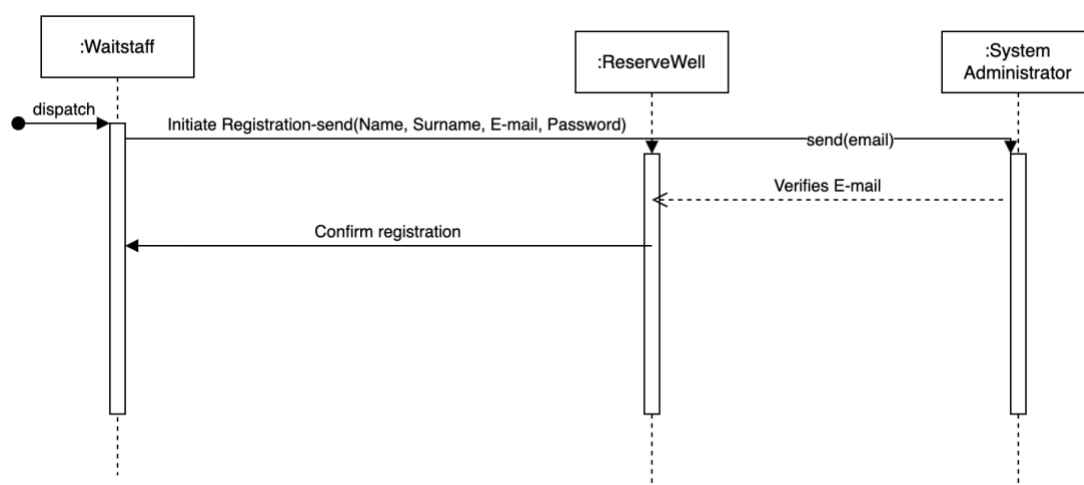 :Waitstaff
:ReserveWell
:System
Administrator
dispatch
Initiate Registration-send(Name, Surname, E-mail, Password)
send(email)
Verifies E-mail
Confirm registration